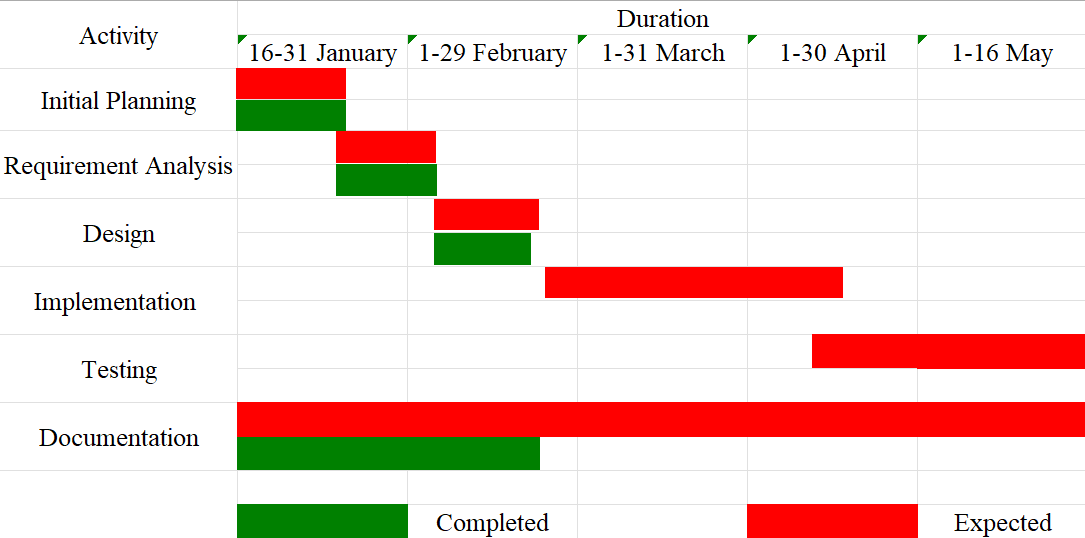 Activity
Duration
16-31 January
1-29 February
1-31 March
1-30 April
1-16 May
Initial Planning
Requirement Analysis
Design
Implementation
Testing
Documentation
Completed
Expected